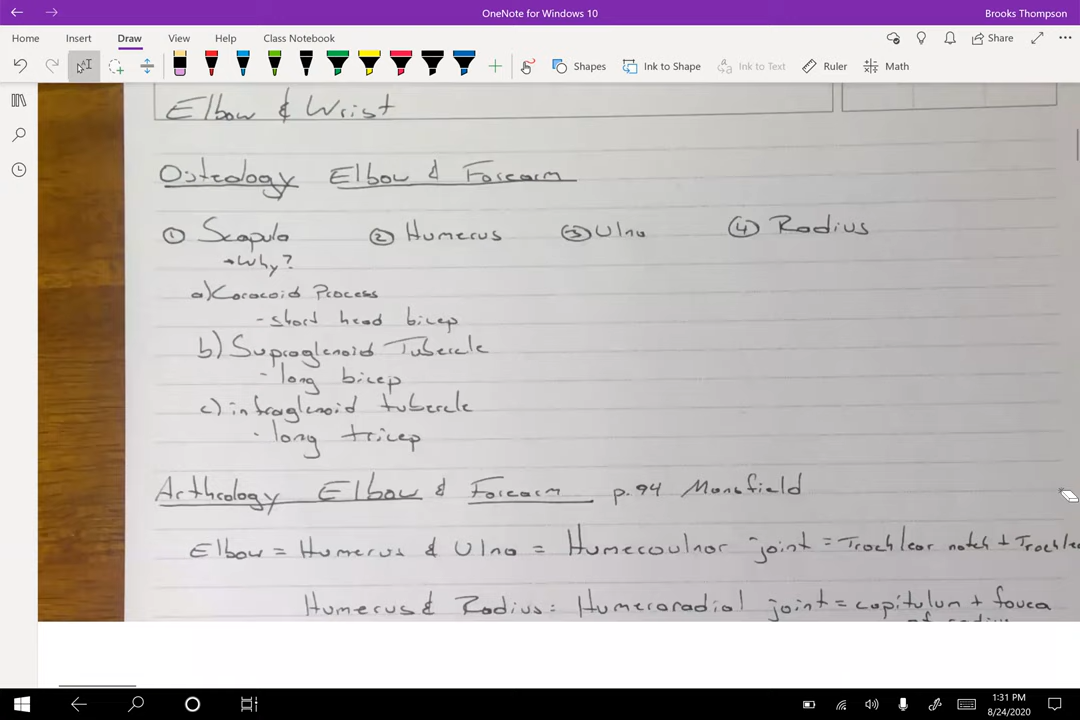 OneNote for Windows 10
Brooks Thompson
Home Insert Draw View Help Class Notebook
Share
Shapes Ink to Shape Ink to Text Ruler Math
Elbow & Wrist
Osteology Elbow & Forearm
① Scapula ② Humerus ③ Ulna ④ Radius
→ Why?
a) Coracoid Process
- short head bicep
b) Supraglenoid Tubercle
- long bicep
c) infraglenoid tubercle
- long tricep
Arthrology Elbow & Forearm p. 94 Mansfield
Elbow = Humerus & Ulna = Humeroulnar joint = Trochlear notch + Trochlea
Humerus & Radius = Humeroradial joint = capitulum + fovea
1:31 PM
8/24/2020